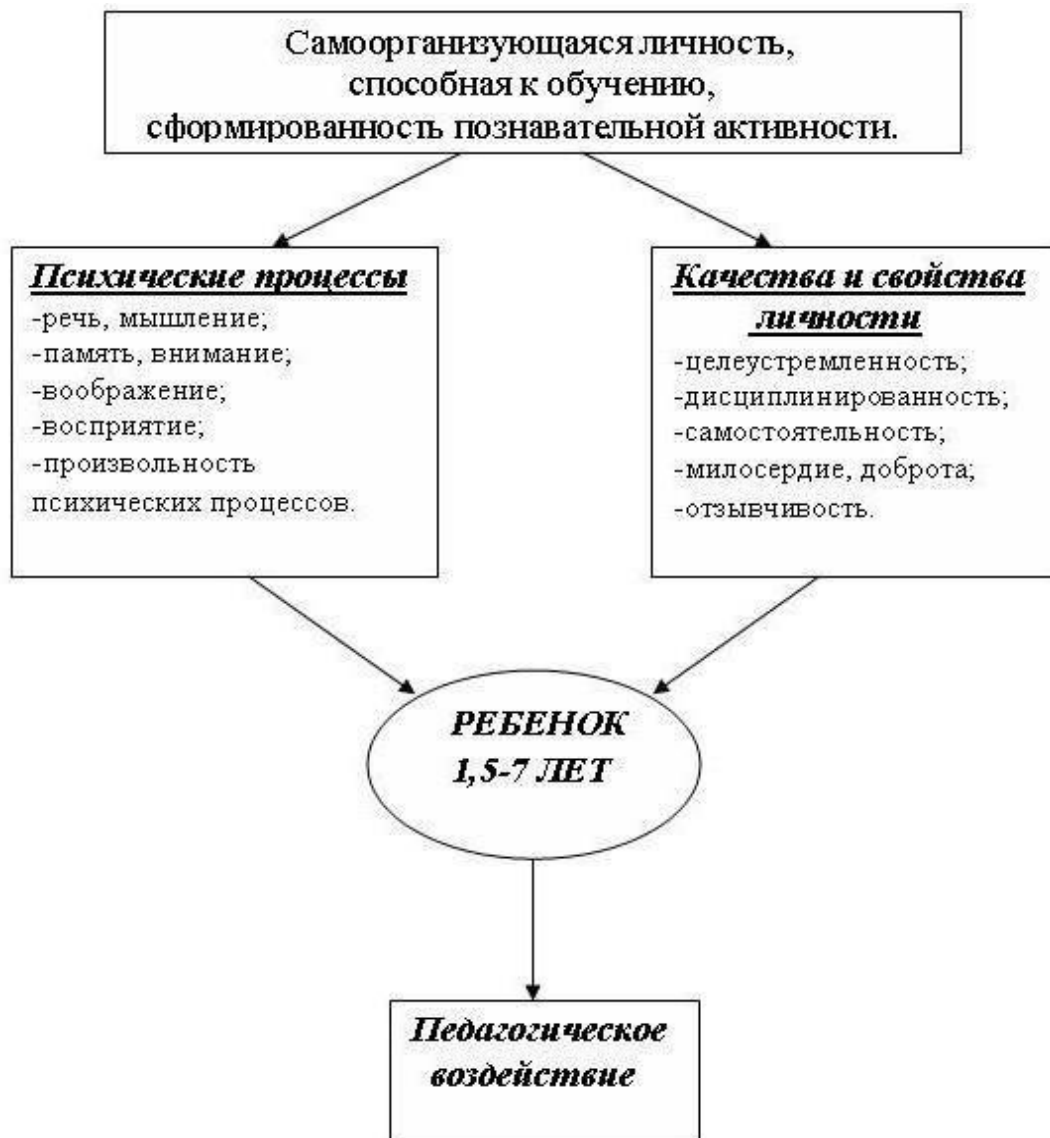 Самоорганизующаяся личность,
способная к обучению,
сформированность познавательной активности.
Психические процессы
-речь, мышление;
-память, внимание;
-воображение;
-восприятие;
-произвольность
психических процессов.
Качества и свойства
личности
-целеустремленность;
-дисциплинированность;
-самостоятельность;
-милосердие, доброта;
-отзывчивость.
РЕБЕНОК
1,5-7 ЛЕТ
Педагогическое
воздействие